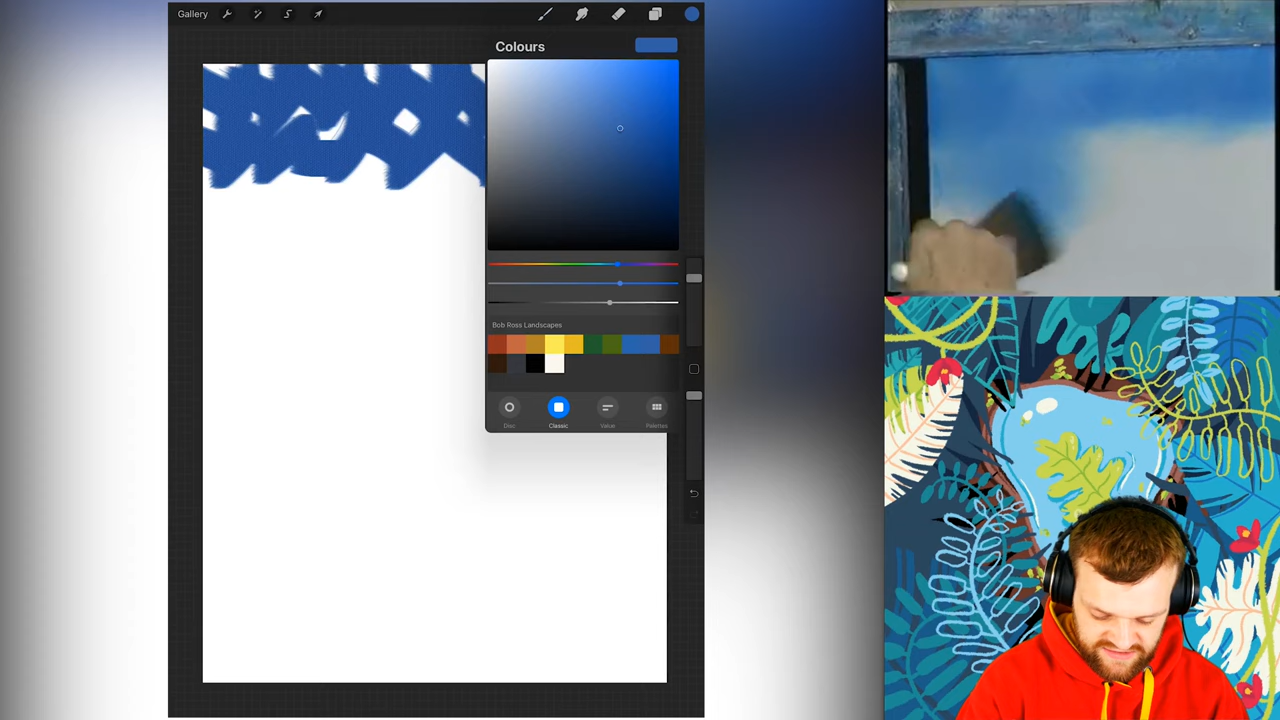 Gallery
Colours
Bob Ross Landscapes
Disc
Classic
Value
Palettes